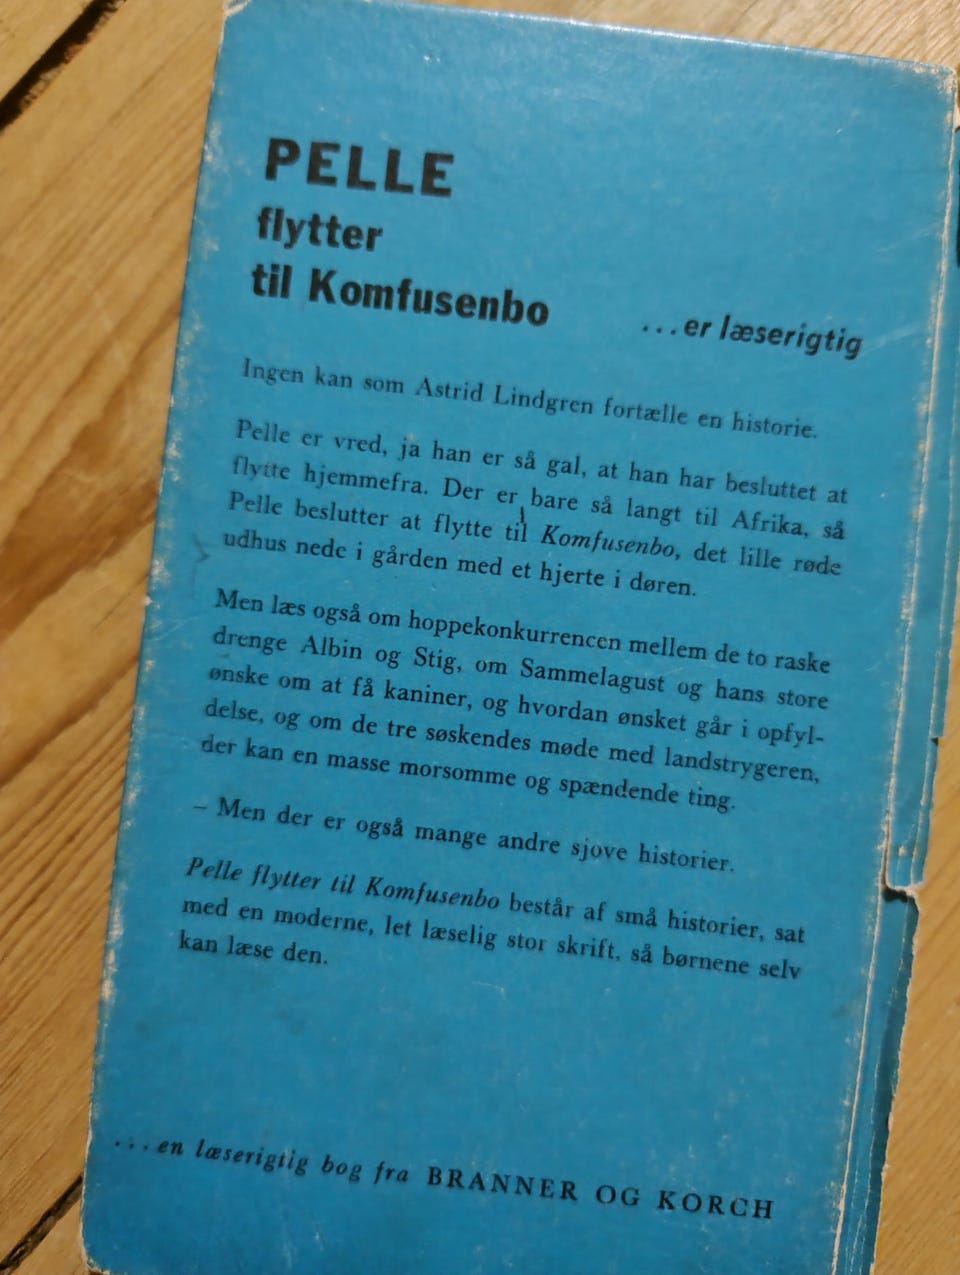 PELLE
flytter
til Komfusenbo
...er læserigtig
Ingen kan som Astrid Lindgren fortælle en historie.
Pelle er vred, ja han er så gal, at han har besluttet at
flytte hjemmefra. Der er bare så langt til Afrika, så
Pelle beslutter at flytte til Komfusenbo, det lille røde
udhus nede i gården med et hjerte i døren.
Men læs også om hoppekonkurrencen mellem de to raske
drenge Albin og Stig, om Sammelagust og hans store
ønske om at få kaniner, og hvordan ønsket går i opfyl-
delse, og om de tre søskendes møde med landstrygeren,
der kan en masse morsomme og spændende ting.
– Men der er også mange andre sjove historier.
Pelle flytter til Komfusenbo består af små historier, sat
med en moderne, let læselig stor skrift, så børnene selv
kan læse den.
...en læserigtig bog fra BRANNER OG KORCH